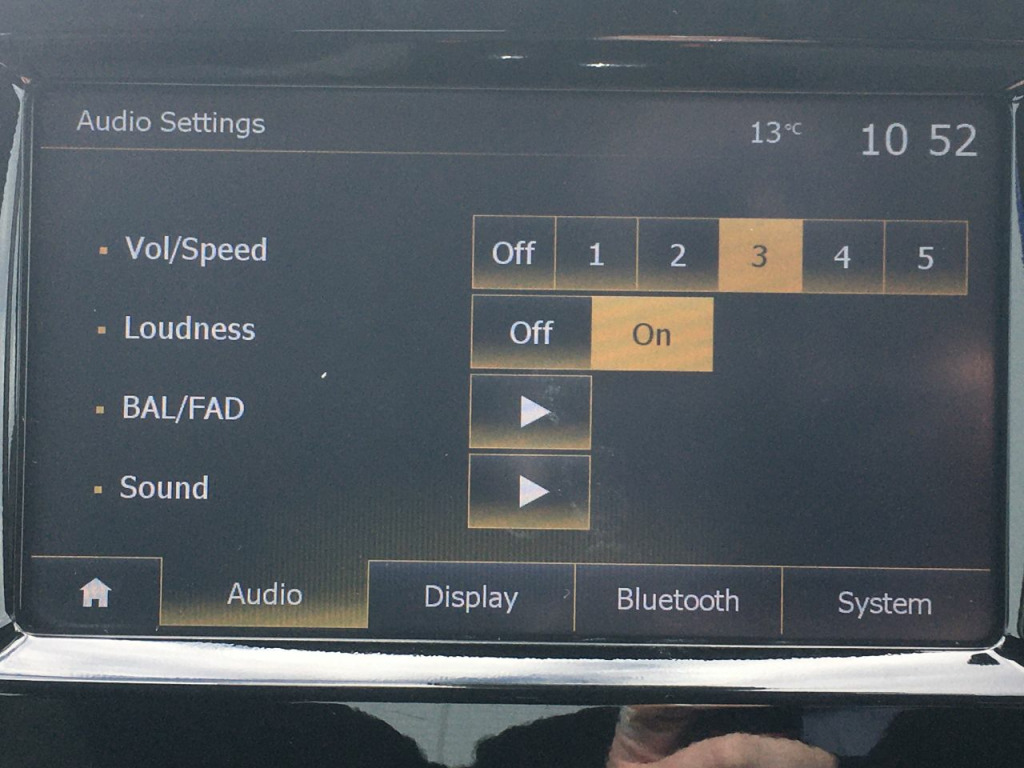 Audio Settings 13°C 10 52
Vol/Speed Off 1 2 3 4 5
Loudness Off On
BAL/FAD
Sound
Audio Display Bluetooth System